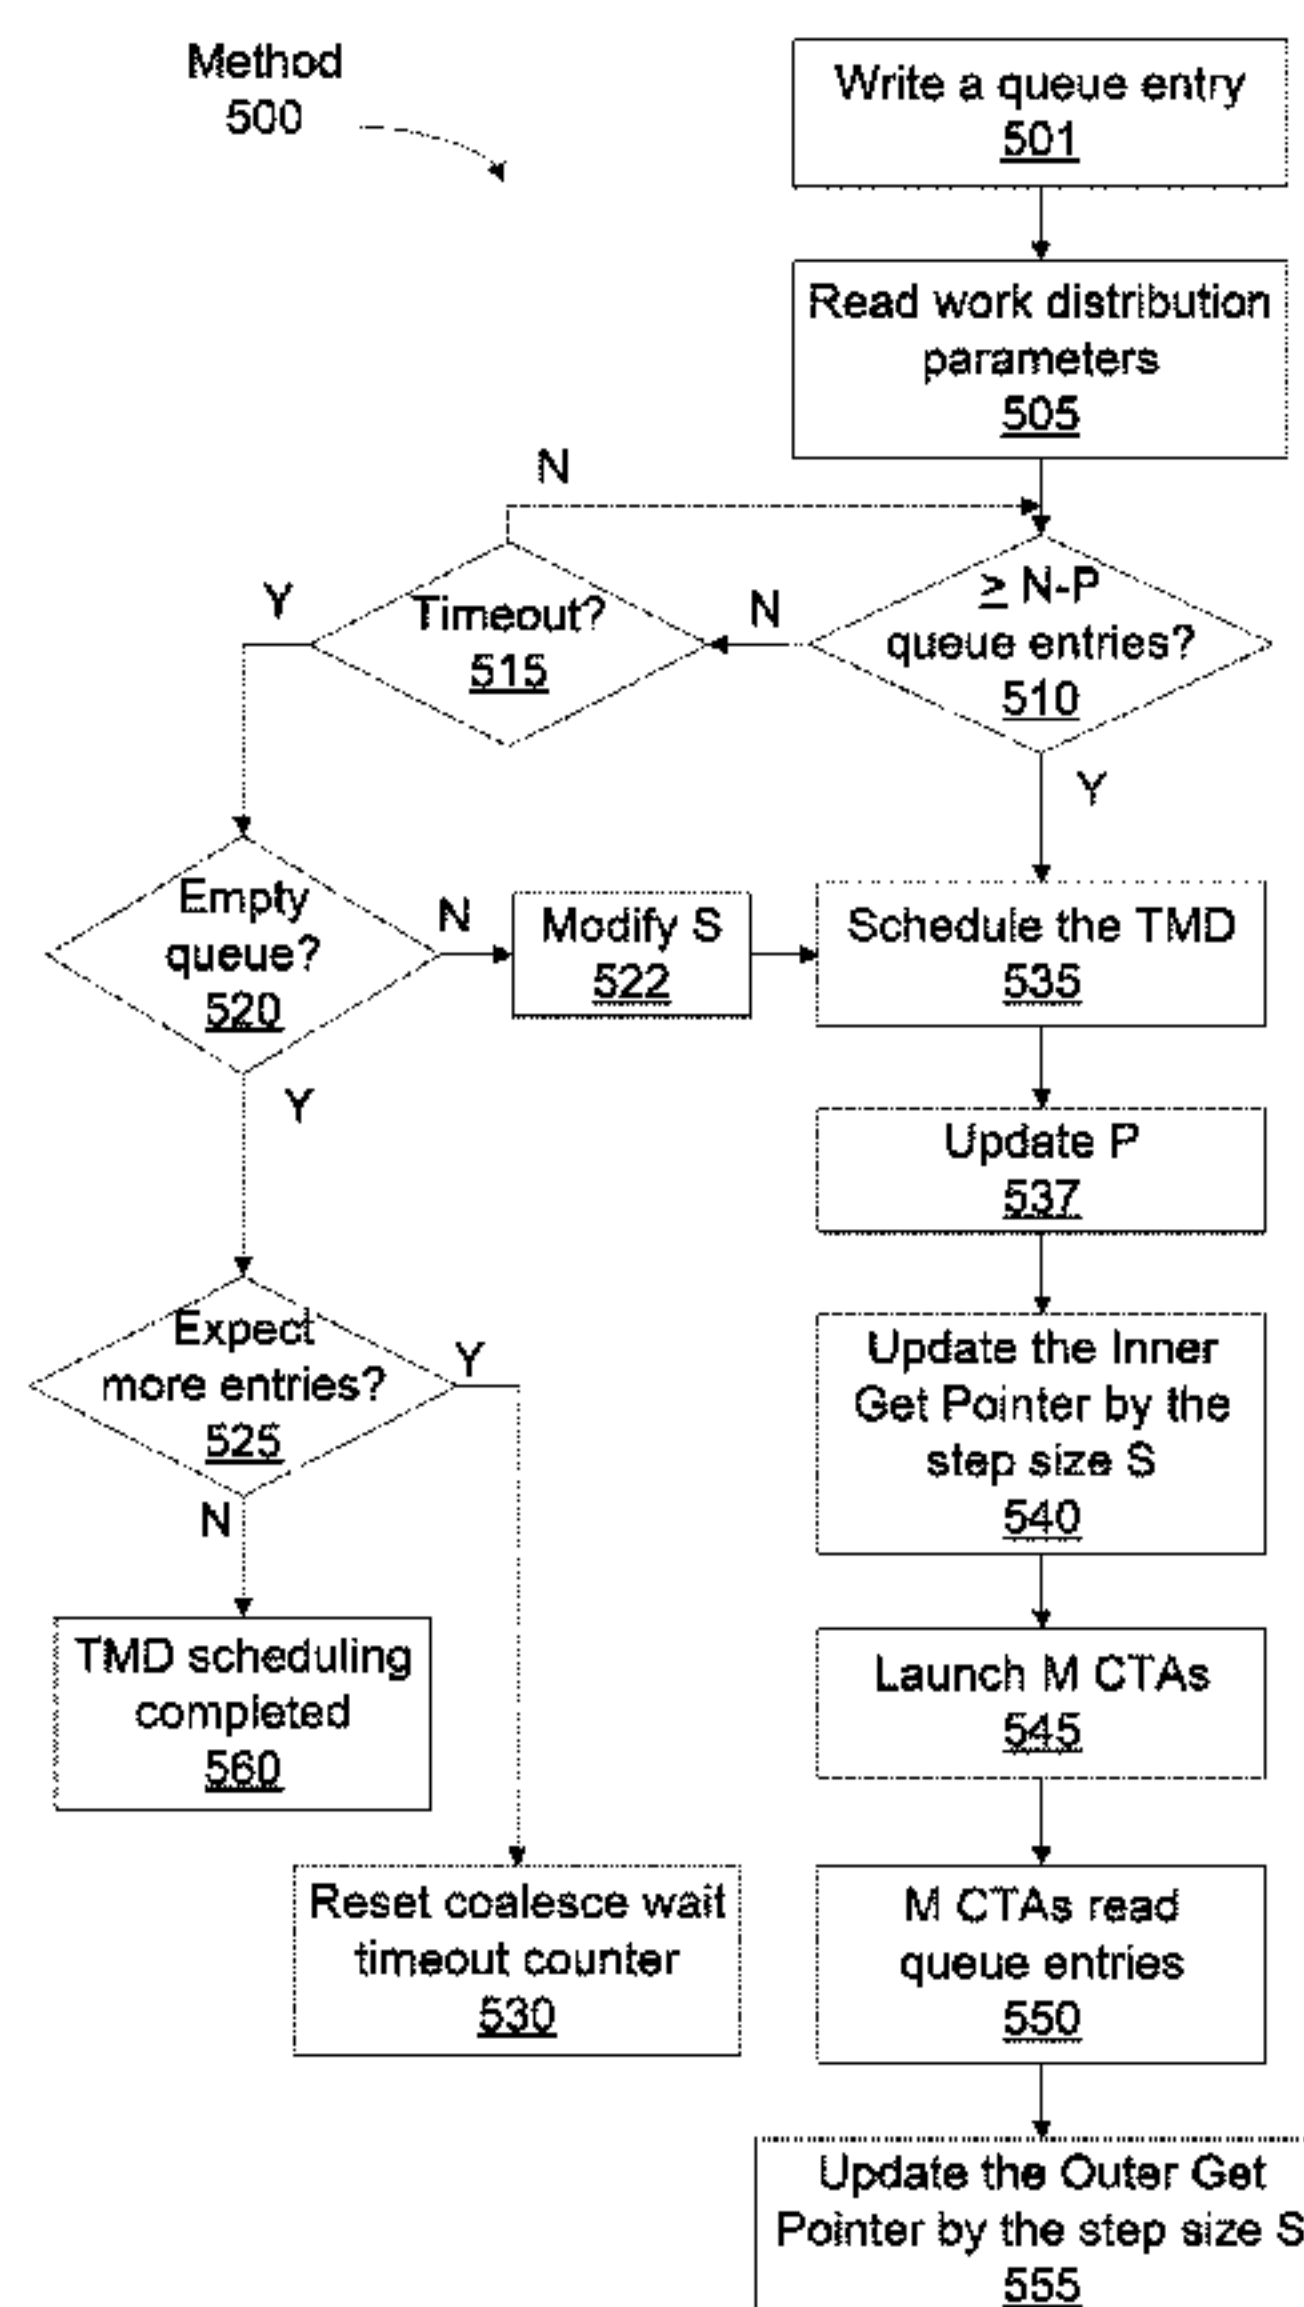 Method
500
Write a queue entry
501
Read work distribution
parameters
505
N
≥ N-P
queue entries?
510
N
Timeout?
515
Y
Y
Empty
queue?
520
N
Modify S
522
Schedule the TMD
535
Y
Update P
537
Expect
more entries?
525
Y
N
Update the Inner
Get Pointer by the
step size S
540
TMD scheduling
completed
560
Launch M CTAs
545
Reset coalesce wait
timeout counter
530
M CTAs read
queue entries
550
Update the Outer Get
Pointer by the step size S
555